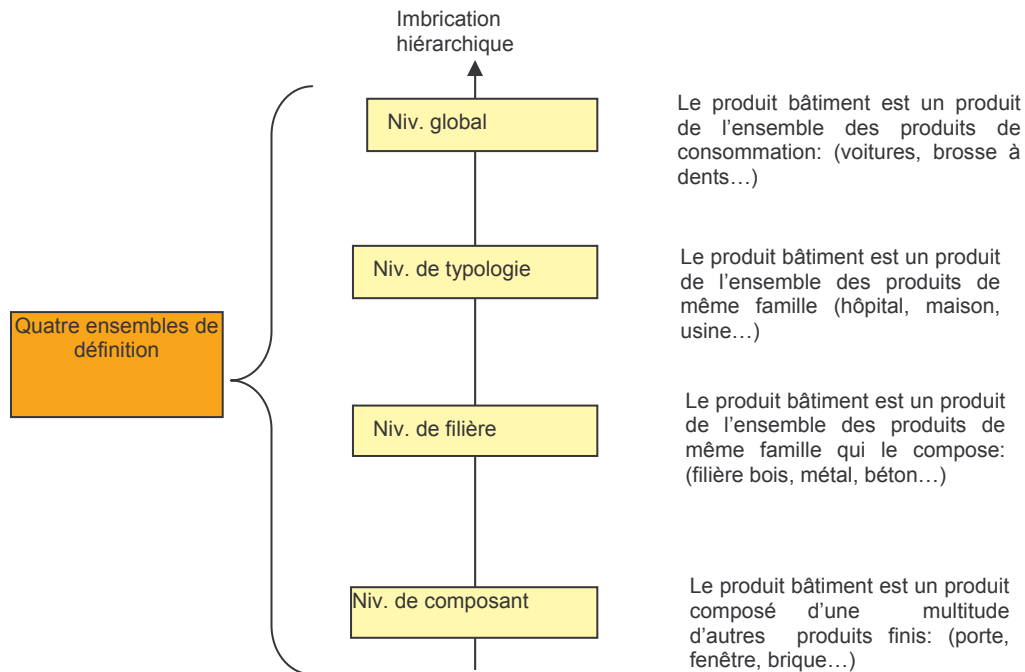 Imbrication
hiérarchique
Niv. global
Le produit bâtiment est un produit
de l’ensemble des produits de
consommation: (voitures, brosse à
dents…)
Niv. de typologie
Le produit bâtiment est un produit
de l’ensemble des produits de
même famille (hôpital, maison,
usine…)
Quatre ensembles de
définition
Niv. de filière
Le produit bâtiment est un produit
de l’ensemble des produits de
même famille qui le compose:
(filière bois, métal, béton…)
Niv. de composant
Le produit bâtiment est un produit
composé d’une multitude
d’autres produits finis: (porte,
fenêtre, brique…)